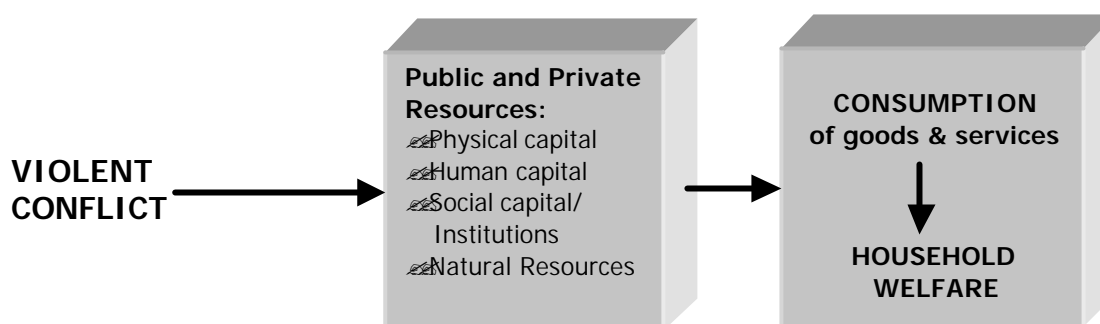 VIOLENT
CONFLICT
Public and Private
Resources:
Physical capital
Human capital
Social capital/
Institutions
Natural Resources
CONSUMPTION
of goods & services
HOUSEHOLD
WELFARE